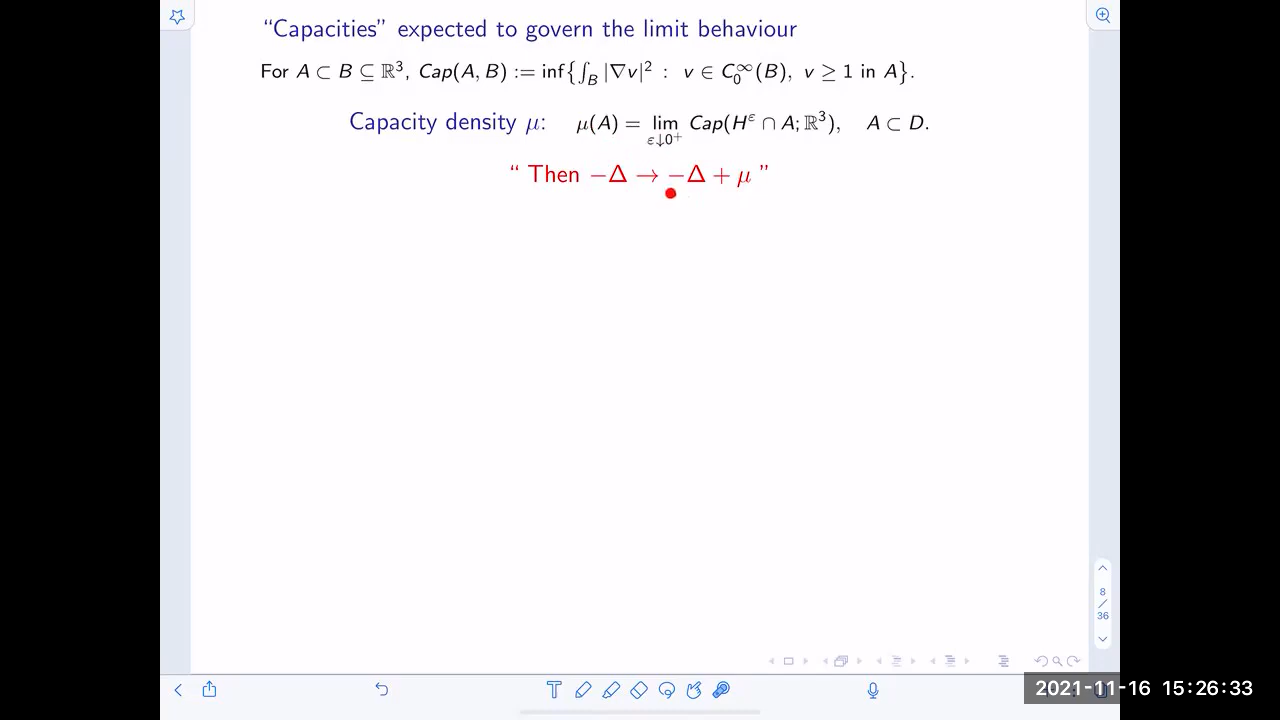 “Capacities” expected to govern the limit behaviour
For A ⊂ B ⊆ ℝ³, Cap(A, B) := inf{∫_B |∇v|² : v ∈ C₀^∞(B), v ≥ 1 in A}.
Capacity density μ: μ(A) = lim_{ε↓0⁺} Cap(H^ε ∩ A; ℝ³), A ⊂ D.
“ Then −Δ → −Δ + μ ”
8
/
36
2021-11-16 15:26:33